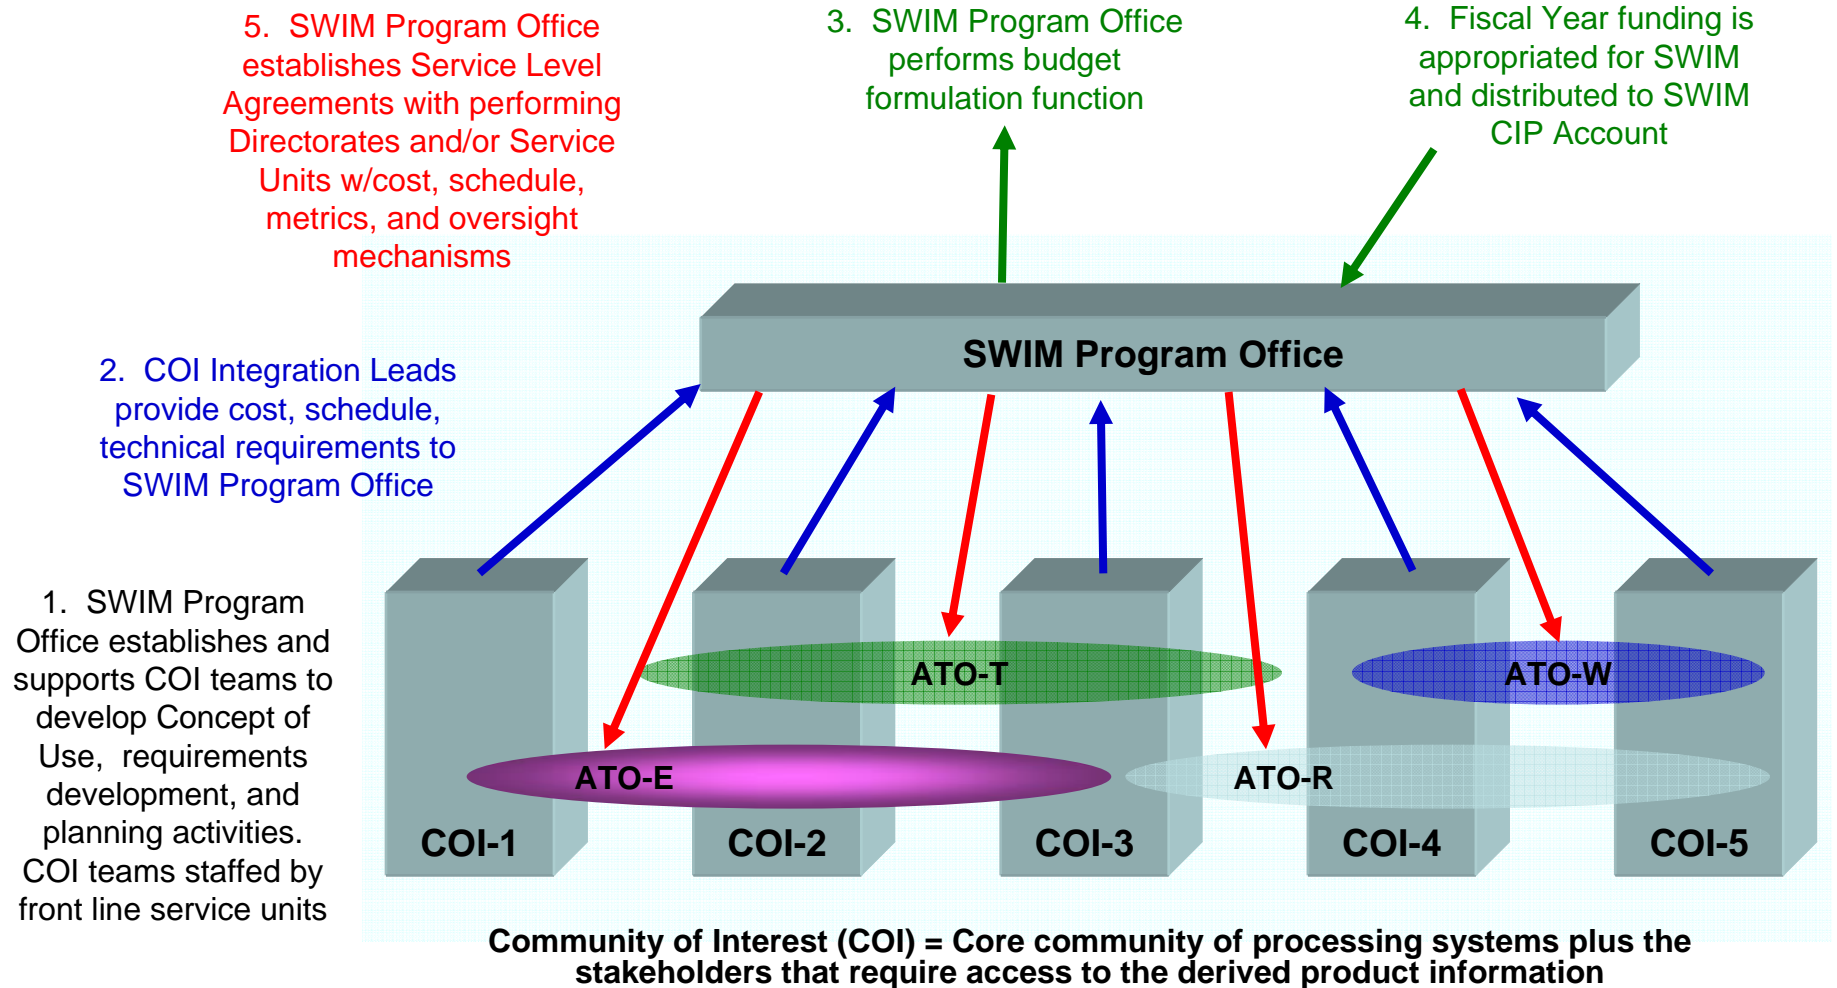 5. SWIM Program Office
establishes Service Level
Agreements with performing
Directorates and/or Service
Units w/cost, schedule,
metrics, and oversight
mechanisms
3. SWIM Program Office
performs budget
formulation function
4. Fiscal Year funding is
appropriated for SWIM
and distributed to SWIM
CIP Account
SWIM Program Office
2. COI Integration Leads
provide cost, schedule,
technical requirements to
SWIM Program Office
1. SWIM Program
Office establishes and
supports COI teams to
develop Concept of
Use, requirements
development, and
planning activities.
COI teams staffed by
front line service units
ATO-T
ATO-W
ATO-E
ATO-R
COI-1
COI-2
COI-3
COI-4
COI-5
Community of Interest (COI) = Core community of processing systems plus the
stakeholders that require access to the derived product information